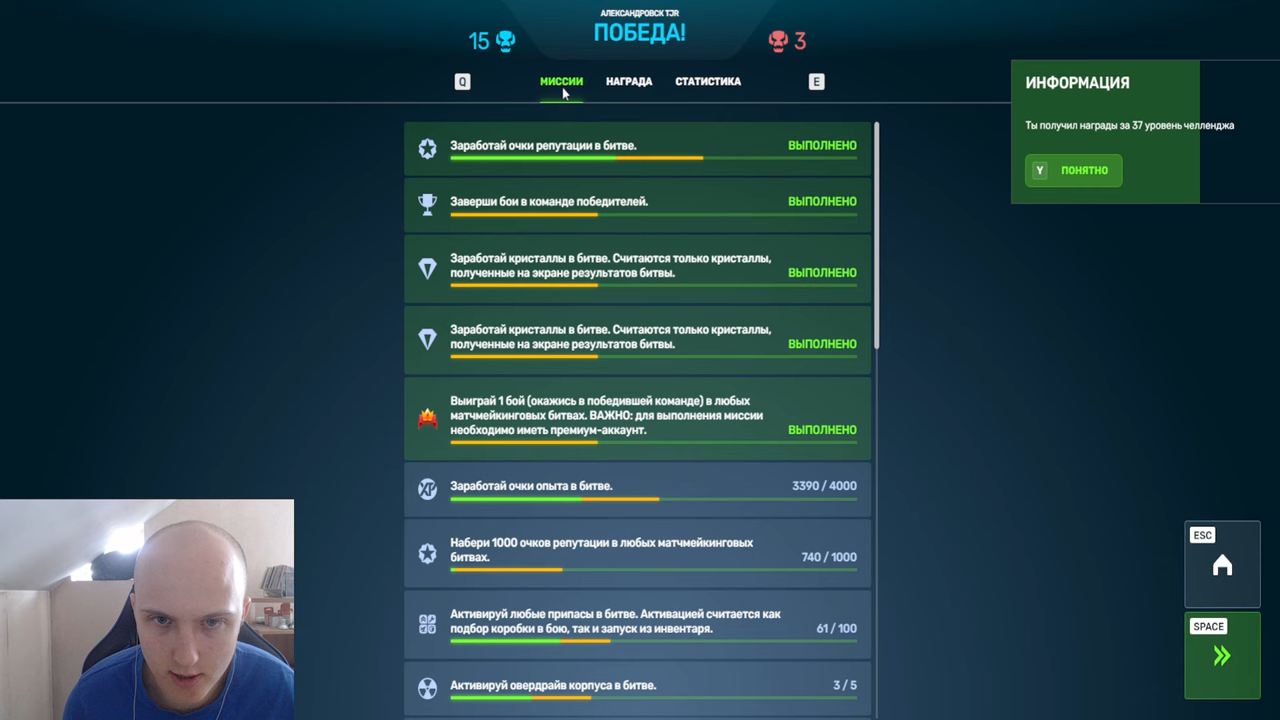 АЛЕКСАНДРОВСК TJR
ПОБЕДА!
15
3
Q
МИССИИ
НАГРАДА
СТАТИСТИКА
E
ИНФОРМАЦИЯ
Ты получил награды за 37 уровень челленджа
Y ПОНЯТНО
Заработай очки репутации в битве.
ВЫПОЛНЕНО
Заверши бои в команде победителей.
ВЫПОЛНЕНО
Заработай кристаллы в битве. Считаются только кристаллы,
полученные на экране результатов битвы.
ВЫПОЛНЕНО
Заработай кристаллы в битве. Считаются только кристаллы,
полученные на экране результатов битвы.
ВЫПОЛНЕНО
Выиграй 1 бой (окажись в победившей команде) в любых
матчмейкинговых битвах. ВАЖНО: для выполнения миссии
необходимо иметь премиум-аккаунт.
ВЫПОЛНЕНО
XP
Заработай очки опыта в битве.
3390 / 4000
Набери 1000 очков репутации в любых матчмейкинговых
битвах.
740 / 1000
Активируй любые припасы в битве. Активацией считается как
подбор коробки в бою, так и запуск из инвентаря.
61 / 100
Активируй овердрайв корпуса в битве.
3 / 5
ESC
SPACE